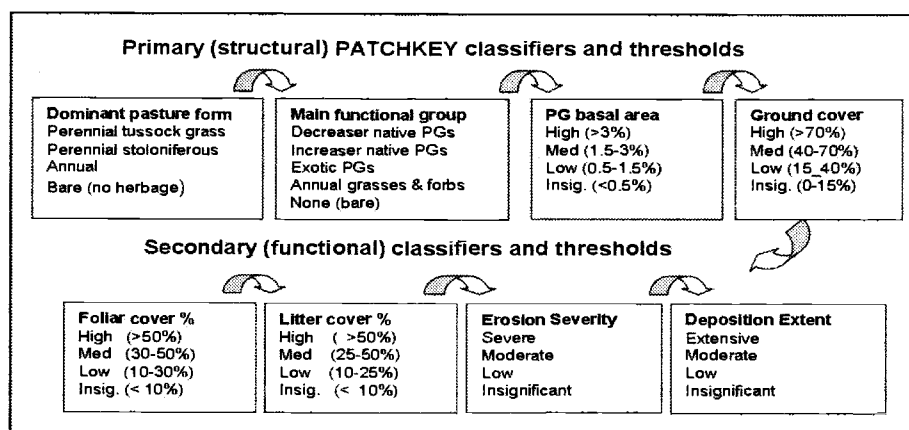 Primary (structural) PATCHKEY classifiers and thresholds
Dominant pasture form
Perennial tussock grass
Perennial stoloniferous
Annual
Bare (no herbage)
Main functional group
Decreaser native PGs
Increaser native PGs
Exotic PGs
Annual grasses & forbs
None (bare)
PG basal area
High (>3%)
Med (1.5-3%)
Low (0.5-1.5%)
Insig. (<0.5%)
Ground cover
High (>70%)
Med (40-70%)
Low (15_40%)
Insig. (0-15%)
Secondary (functional) classifiers and thresholds
Foliar cover %
High (>50%)
Med (30-50%)
Low (10-30%)
Insig. (< 10%)
Litter cover %
High ( >50%)
Med (25-50%)
Low (10-25%)
Insig. (< 10%)
Erosion Severity
Severe
Moderate
Low
Insignificant
Deposition Extent
Extensive
Moderate
Low
Insignificant